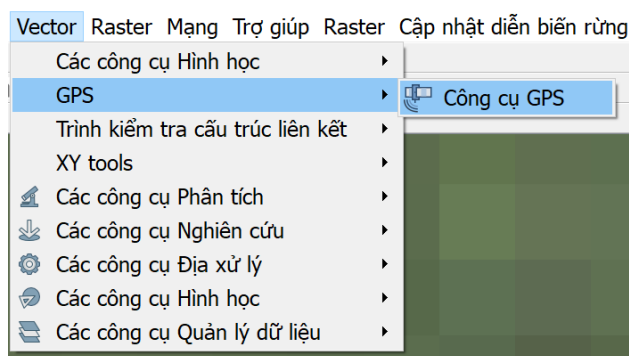 Vector Raster Mạng Trợ giúp Raster Cập nhật diễn biến rừng
Các công cụ Hình học
GPS
Công cụ GPS
Trình kiểm tra cấu trúc liên kết
XY tools
Các công cụ Phân tích
Các công cụ Nghiên cứu
Các công cụ Địa xử lý
Các công cụ Hình học
Các công cụ Quản lý dữ liệu